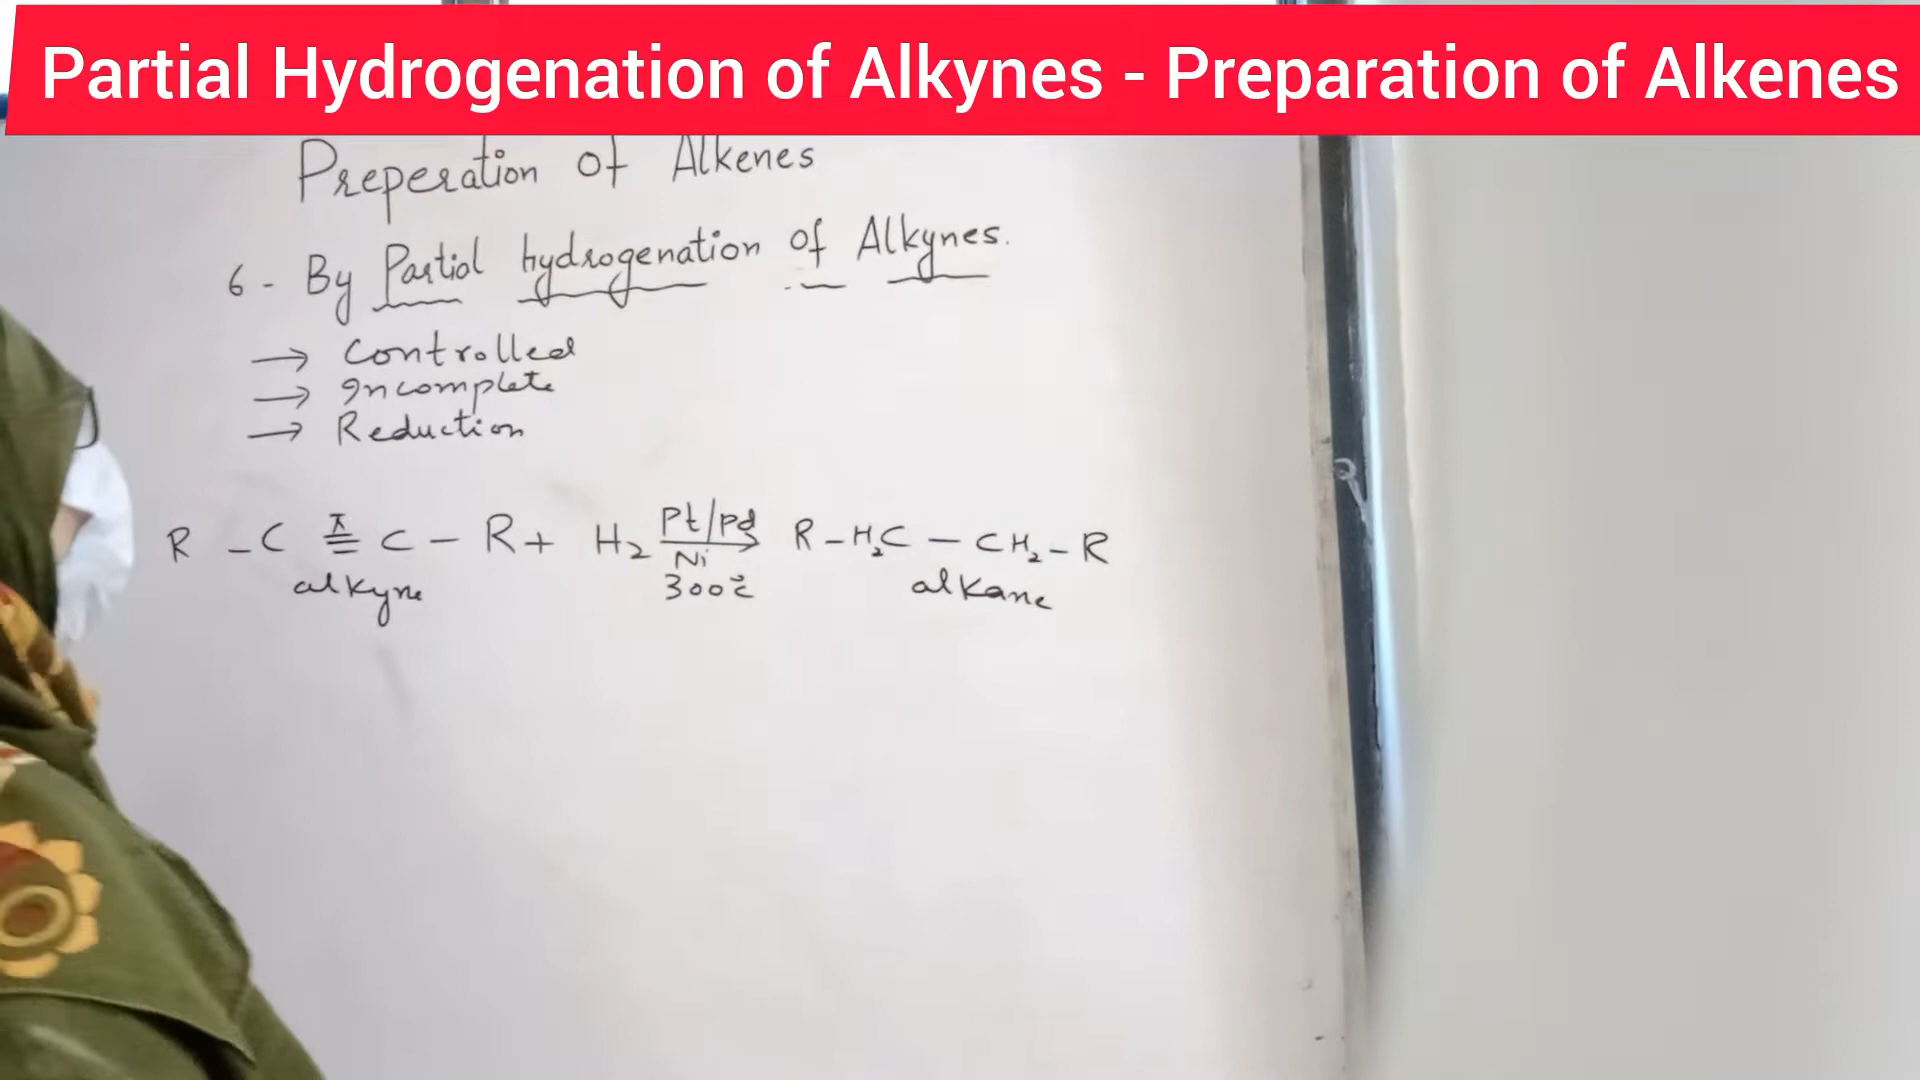 Partial Hydrogenation of Alkynes - Preparation of Alkenes
Preperation of Alkenes
6 - By Partial hydrogenation of Alkynes.
→ Controlled
→ Incomplete
→ Reduction
R - C ≡ C - R + H₂ Pt/Pd → R - H₂C - CH₂ - R
Ni
alkyne 300°C alkane